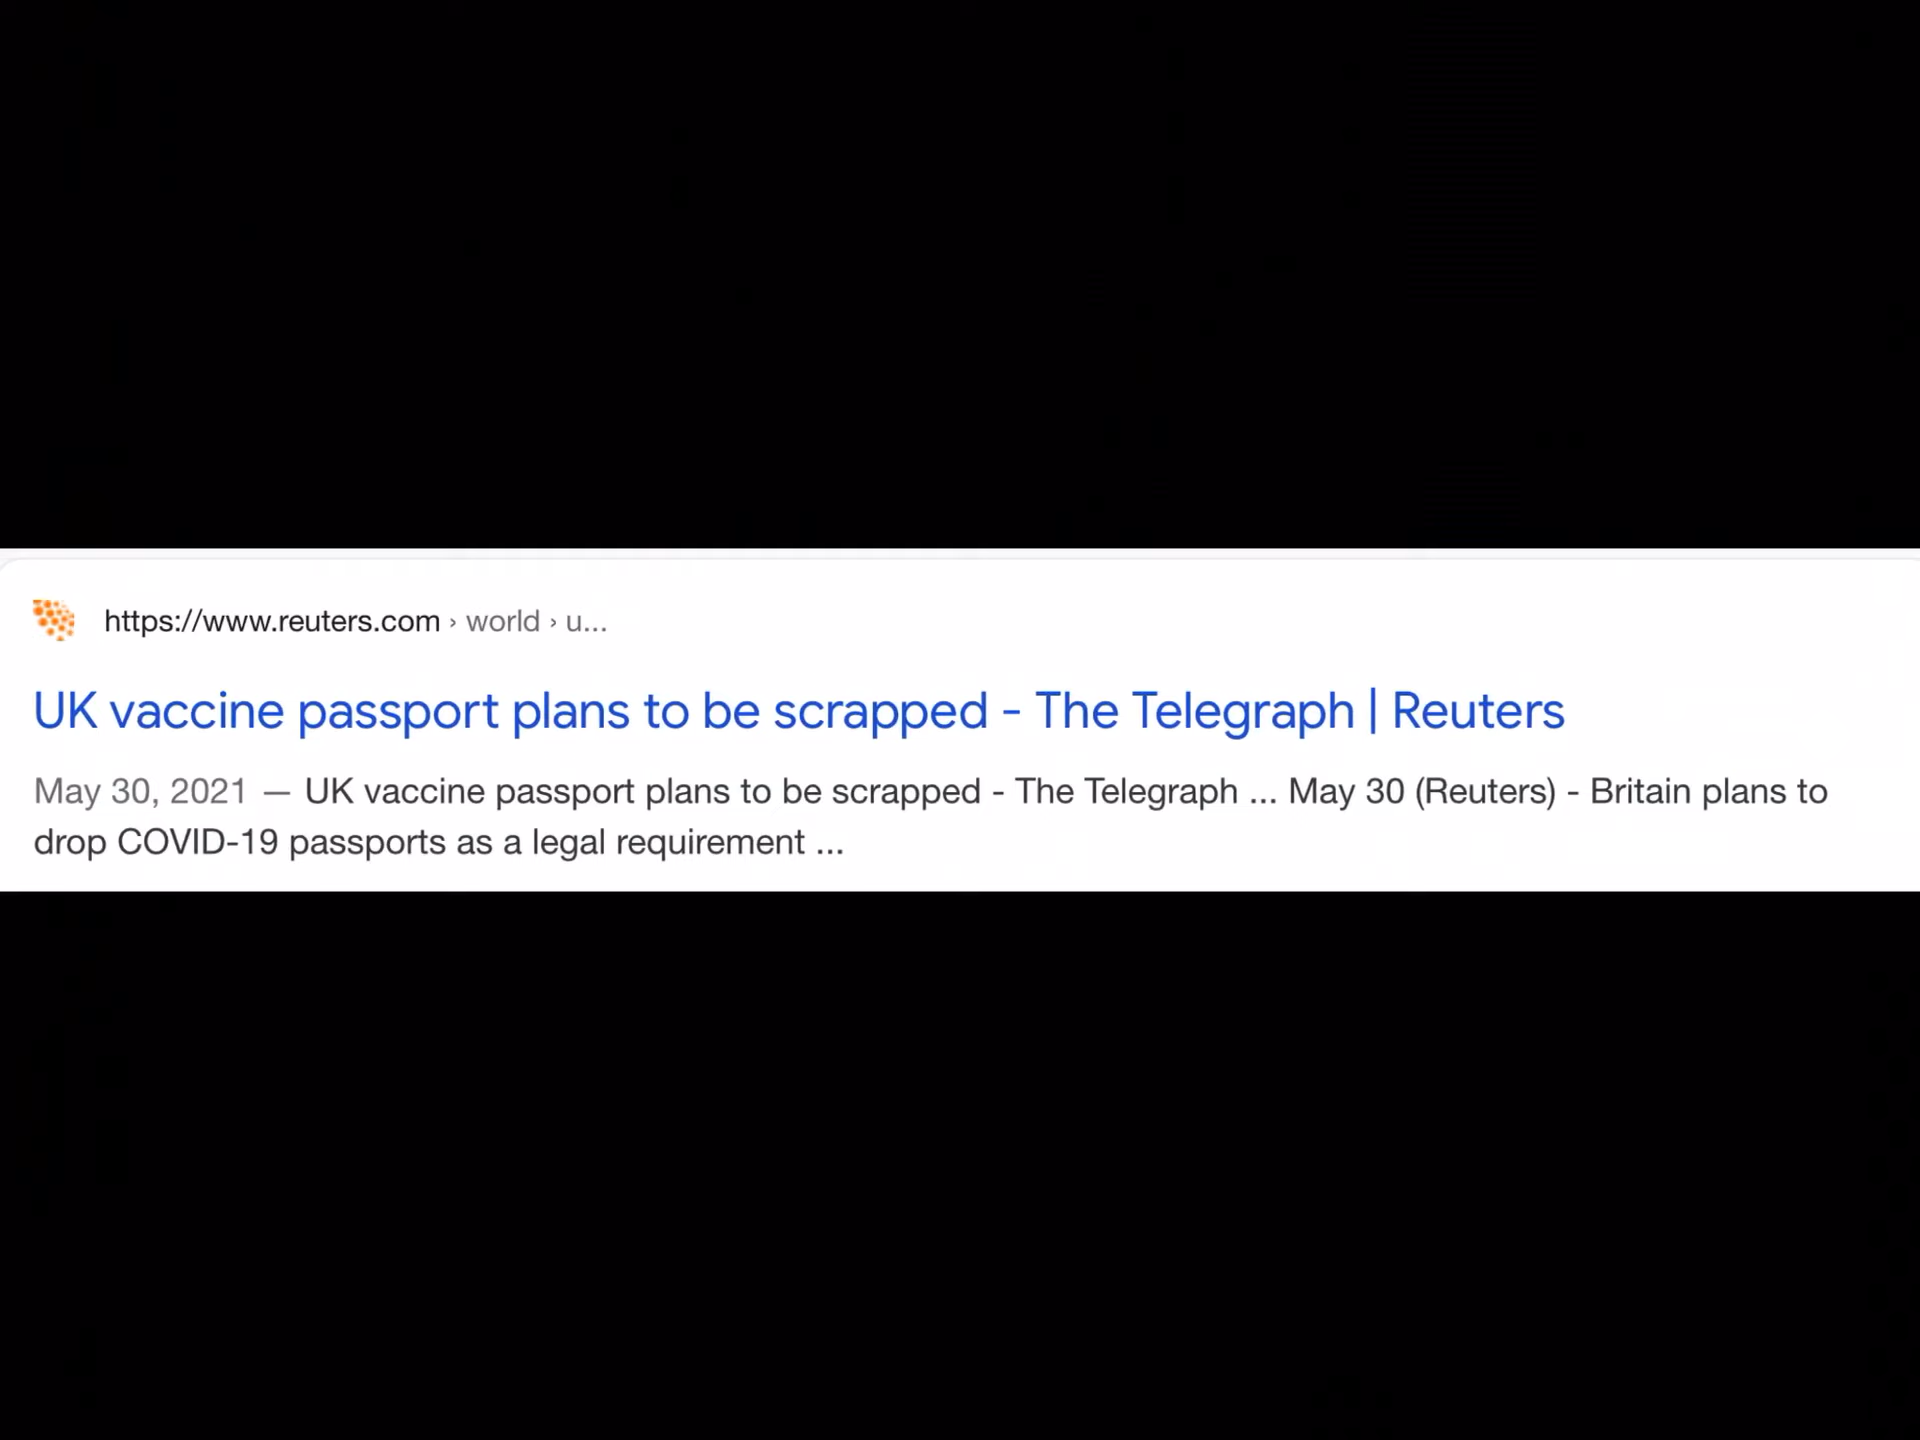 https://www.reuters.com › world › u...
UK vaccine passport plans to be scrapped - The Telegraph | Reuters
May 30, 2021 — UK vaccine passport plans to be scrapped - The Telegraph ... May 30 (Reuters) - Britain plans to
drop COVID-19 passports as a legal requirement ...